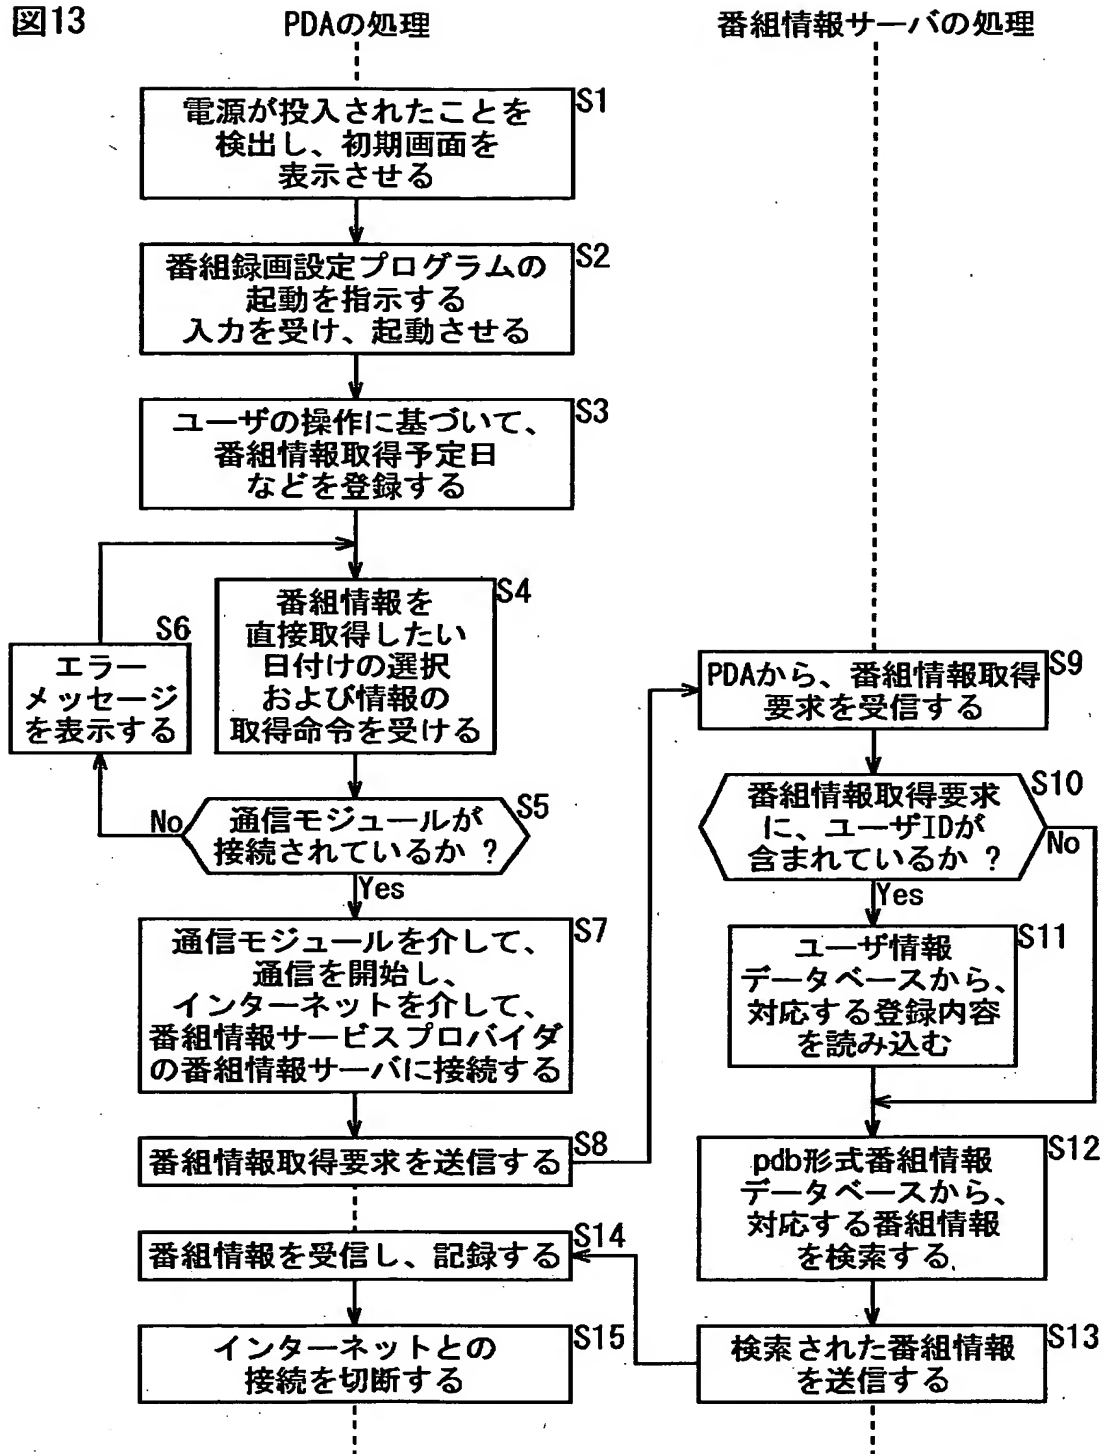 図13
PDAの処理
番組情報サーバの処理
S1
電源が投入されたことを
検出し、初期画面を
表示させる
S2
番組録画設定プログラムの
起動を指示する
入力を受け、起動させる
S3
ユーザの操作に基づいて、
番組情報取得予定日
などを登録する
S4
番組情報を
直接取得したい
日付けの選択
および情報の
取得命令を受ける
S6
エラー
メッセージ
を表示する
S5
通信モジュールが
接続されているか ?
No
Yes
S7
通信モジュールを介して、
通信を開始し、
インターネットを介して、
番組情報サービスプロバイダ
の番組情報サーバに接続する
S8
番組情報取得要求を送信する
S9
PDAから、番組情報取得
要求を受信する
S10
番組情報取得要求
に、ユーザIDが
含まれているか ?
No
Yes
S11
ユーザ情報
データベースから、
対応する登録内容
を読み込む
S12
pdb形式番組情報
データベースから、
対応する番組情報
を検索する
S13
検索された番組情報
を送信する
S14
番組情報を受信し、記録する
S15
インターネットとの
接続を切断する